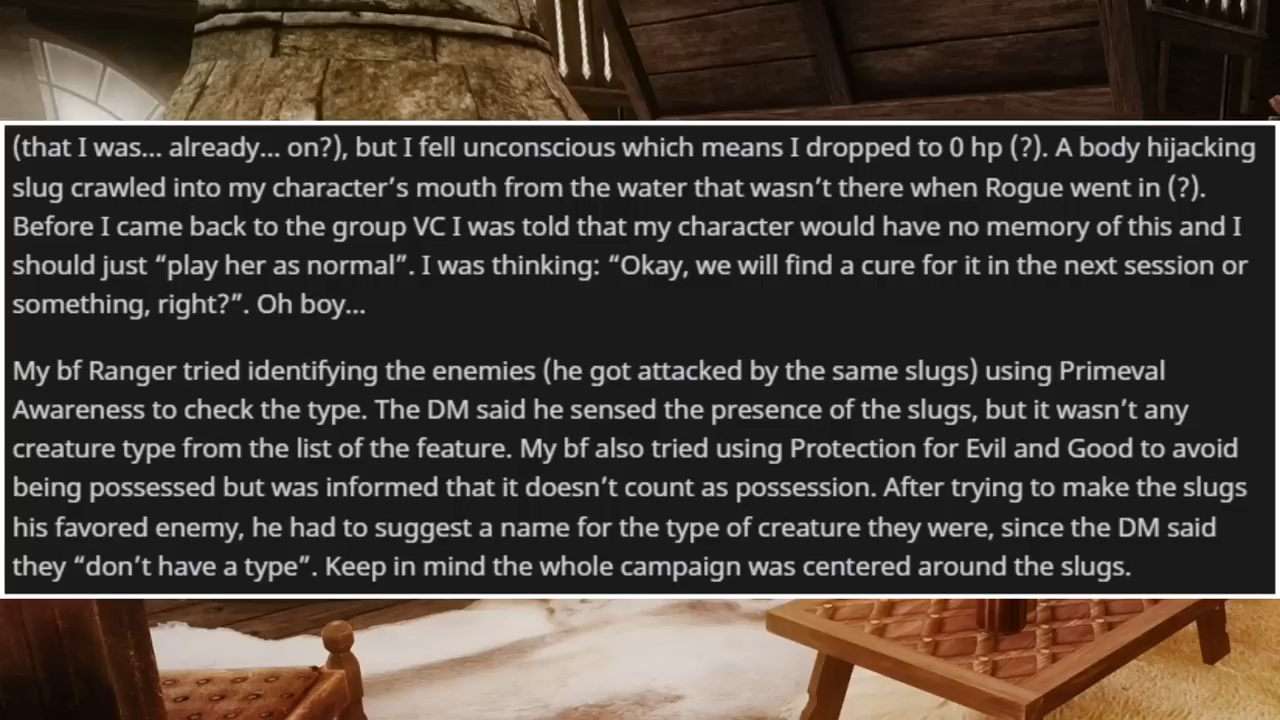 (that I was... already... on?), but I fell unconscious which means I dropped to 0 hp (?). A body hijacking
slug crawled into my character’s mouth from the water that wasn’t there when Rogue went in (?).
Before I came back to the group VC I was told that my character would have no memory of this and I
should just “play her as normal”. I was thinking: “Okay, we will find a cure for it in the next session or
something, right?”. Oh boy...
My bf Ranger tried identifying the enemies (he got attacked by the same slugs) using Primeval
Awareness to check the type. The DM said he sensed the presence of the slugs, but it wasn’t any
creature type from the list of the feature. My bf also tried using Protection for Evil and Good to avoid
being possessed but was informed that it doesn’t count as possession. After trying to make the slugs
his favored enemy, he had to suggest a name for the type of creature they were, since the DM said
they “don’t have a type”. Keep in mind the whole campaign was centered around the slugs.